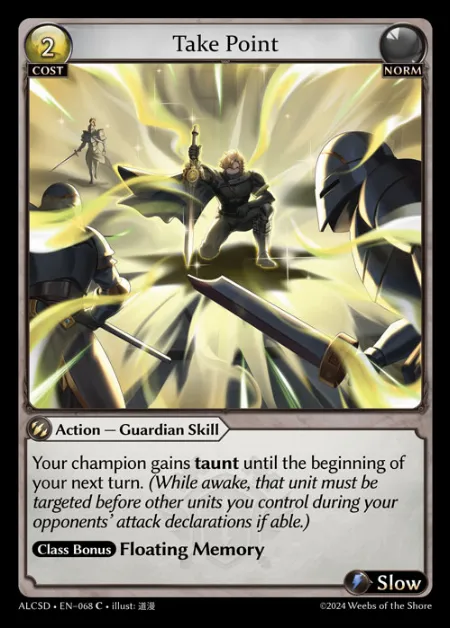 2
Take Point
COST
NORM
Action — Guardian Skill
Your champion gains taunt until the beginning of
your next turn. (While awake, that unit must be
targeted before other units you control during your
opponents’ attack declarations if able.)
Class Bonus Floating Memory
Slow
ALCSD • EN–068 C • illust: 道漫
©2024 Weebs of the Shore